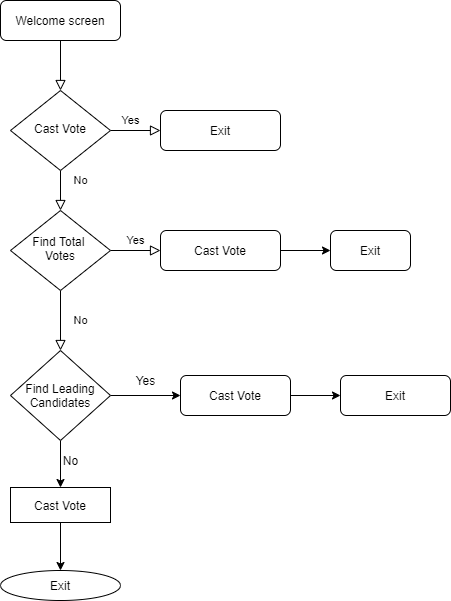 Welcome screen
Cast Vote
Yes
Exit
No
Find Total
Votes
Yes
Cast Vote
Exit
No
Find Leading
Candidates
Yes
Cast Vote
Exit
No
Cast Vote
Exit